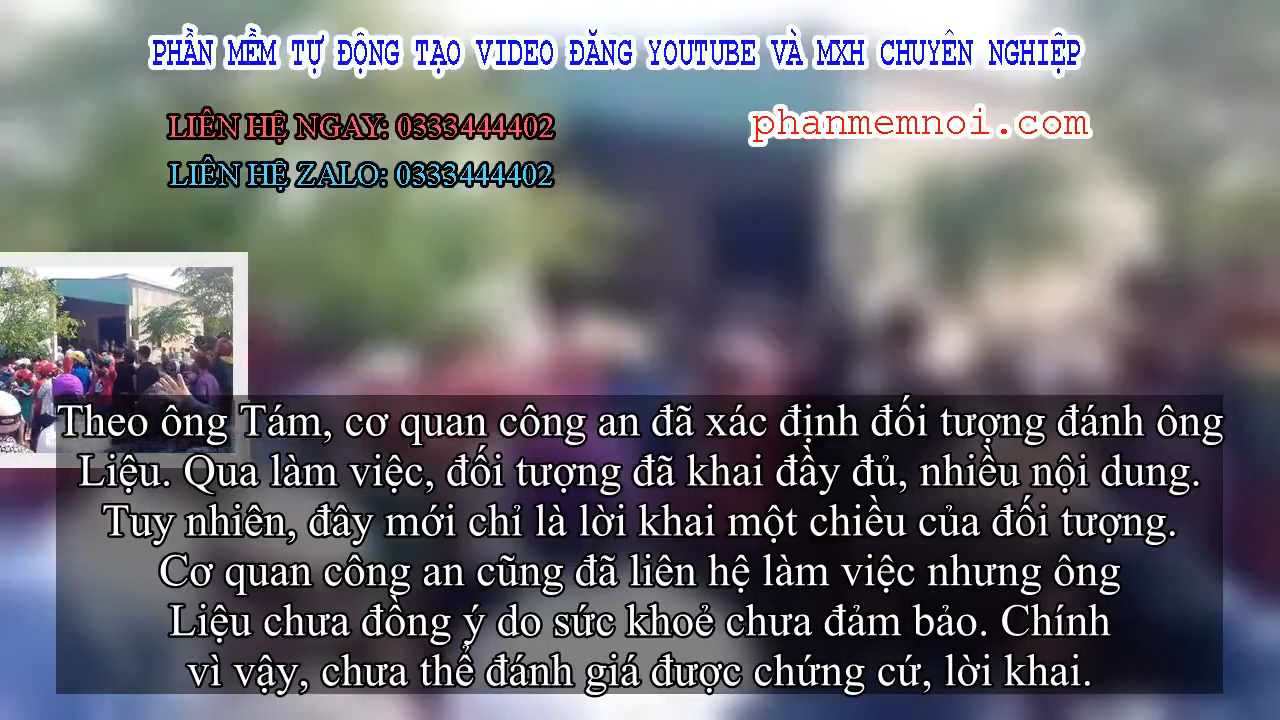 PHẦN MỀM TỰ ĐỘNG TẠO VIDEO ĐĂNG YOUTUBE VÀ MXH CHUYÊN NGHIỆP
LIÊN HỆ NGAY: 0333444402
phanmemnoi.com
LIÊN HỆ ZALO: 0333444402
Theo ông Tám, cơ quan công an đã xác định đối tượng đánh ông
Liệu. Qua làm việc, đối tượng đã khai đầy đủ, nhiều nội dung.
Tuy nhiên, đây mới chỉ là lời khai một chiều của đối tượng.
Cơ quan công an cũng đã liên hệ làm việc nhưng ông
Liệu chưa đồng ý do sức khoẻ chưa đảm bảo. Chính
vì vậy, chưa thể đánh giá được chứng cứ, lời khai.